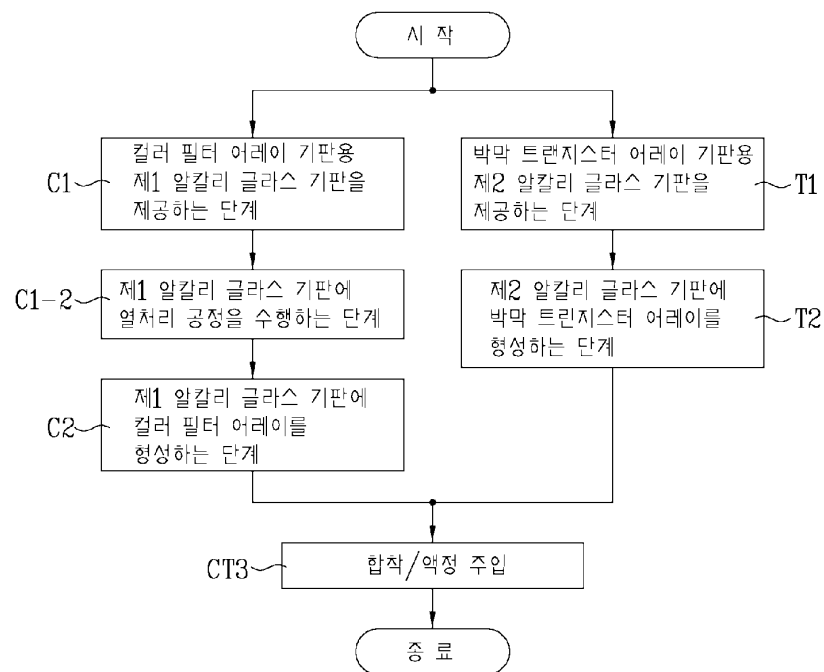 시 작
C1
컬러 필터 어레이 기판용
제1 알칼리 글라스 기판을
제공하는 단계
박막 트랜지스터 어레이 기판용
제2 알칼리 글라스 기판을
제공하는 단계
T1
C1-2
제1 알칼리 글라스 기판에
열처리 공정을 수행하는 단계
제2 알칼리 글라스 기판에
박막 트린지스터 어레이를
형성하는 단계
T2
C2
제1 알칼리 글라스 기판에
컬러 필터 어레이를
형성하는 단계
CT3
합착/액정 주입
종 료